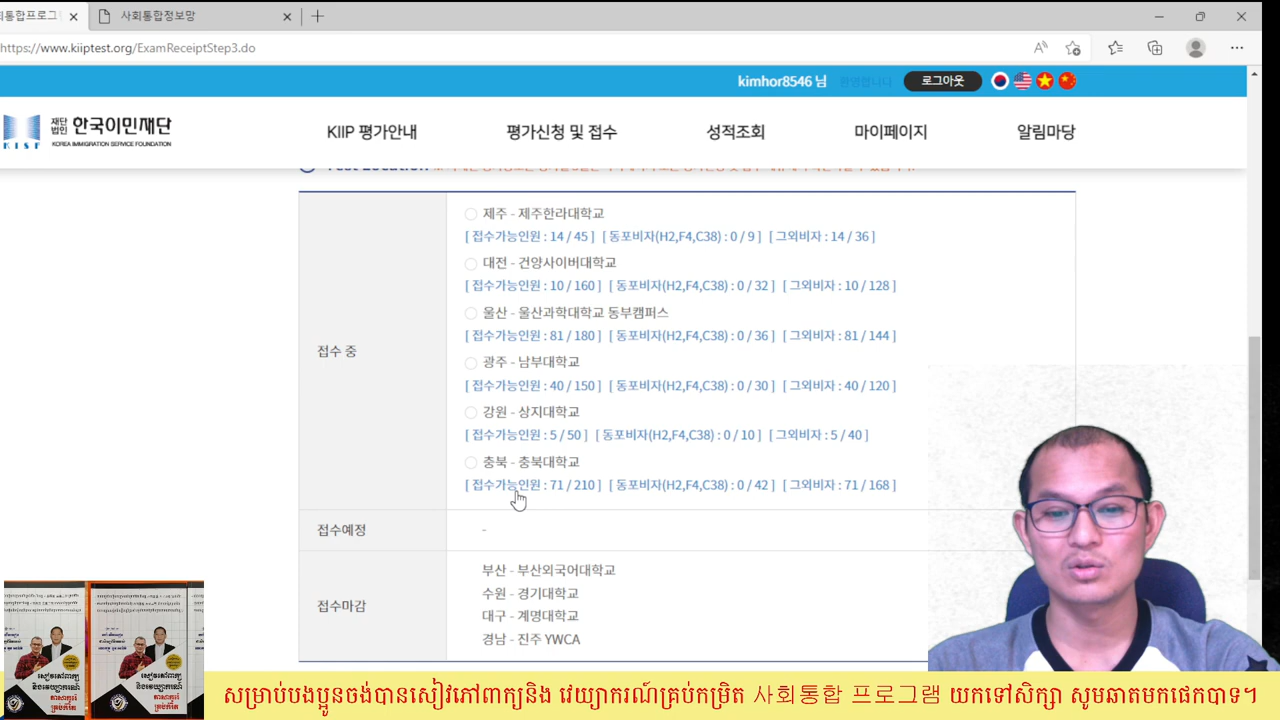 회통합프로그
사회통합정보망
https://www.kiiptest.org/ExamReceiptStep3.do
kimhor8546 님 환영합니다 로그아웃
재단법인 한국이민재단
KISF KOREA IMMIGRATION SERVICE FOUNDATION
KIIP 평가안내 평가신청 및 접수 성적조회 마이페이지 알림마당
Test Location
접수 중
제주 - 제주한라대학교
[ 접수가능인원 : 14 / 45 ] [ 동포비자(H2,F4,C38) : 0 / 9 ] [ 그외비자 : 14 / 36 ]
대전 - 건양사이버대학교
[ 접수가능인원 : 10 / 160 ] [ 동포비자(H2,F4,C38) : 0 / 32 ] [ 그외비자 : 10 / 128 ]
울산 - 울산과학대학교 동부캠퍼스
[ 접수가능인원 : 81 / 180 ] [ 동포비자(H2,F4,C38) : 0 / 36 ] [ 그외비자 : 81 / 144 ]
광주 - 남부대학교
[ 접수가능인원 : 40 / 150 ] [ 동포비자(H2,F4,C38) : 0 / 30 ] [ 그외비자 : 40 / 120 ]
강원 - 상지대학교
[ 접수가능인원 : 5 / 50 ] [ 동포비자(H2,F4,C38) : 0 / 10 ] [ 그외비자 : 5 / 40 ]
충북 - 충북대학교
[ 접수가능인원 : 71 / 210 ] [ 동포비자(H2,F4,C38) : 0 / 42 ] [ 그외비자 : 71 / 168 ]
접수예정 -
접수마감
부산 - 부산외국어대학교
수원 - 경기대학교
대구 - 계명대학교
경남 - 진주 YWCA
សម្រាប់បងប្អូនចង់បានសៀវភៅពាក្យនិង វេយ្យាករណ៍គ្រប់កម្រិត 사회통합 프로그램 យកទៅសិក្សា សូមឆាតមកផេកបាទ។